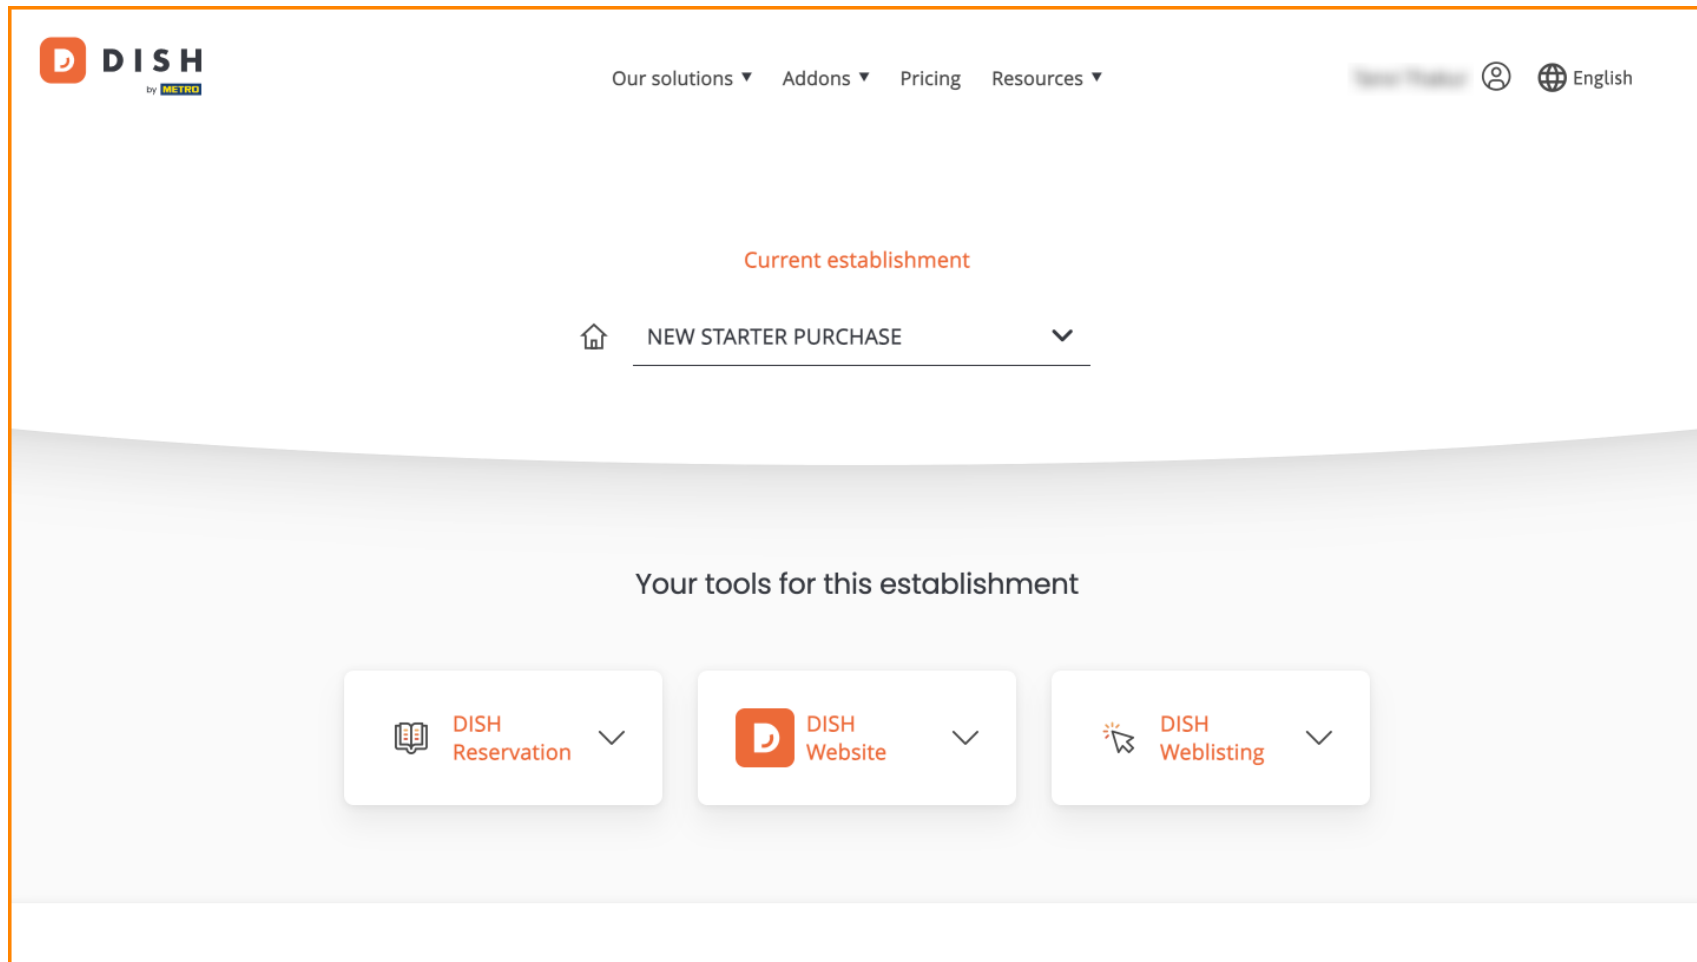 DISH
by METRO
Our solutions ▼ Addons ▼ Pricing Resources ▼
English
Current establishment
NEW STARTER PURCHASE
Your tools for this establishment
DISH
Reservation
DISH
Website
DISH
Weblisting